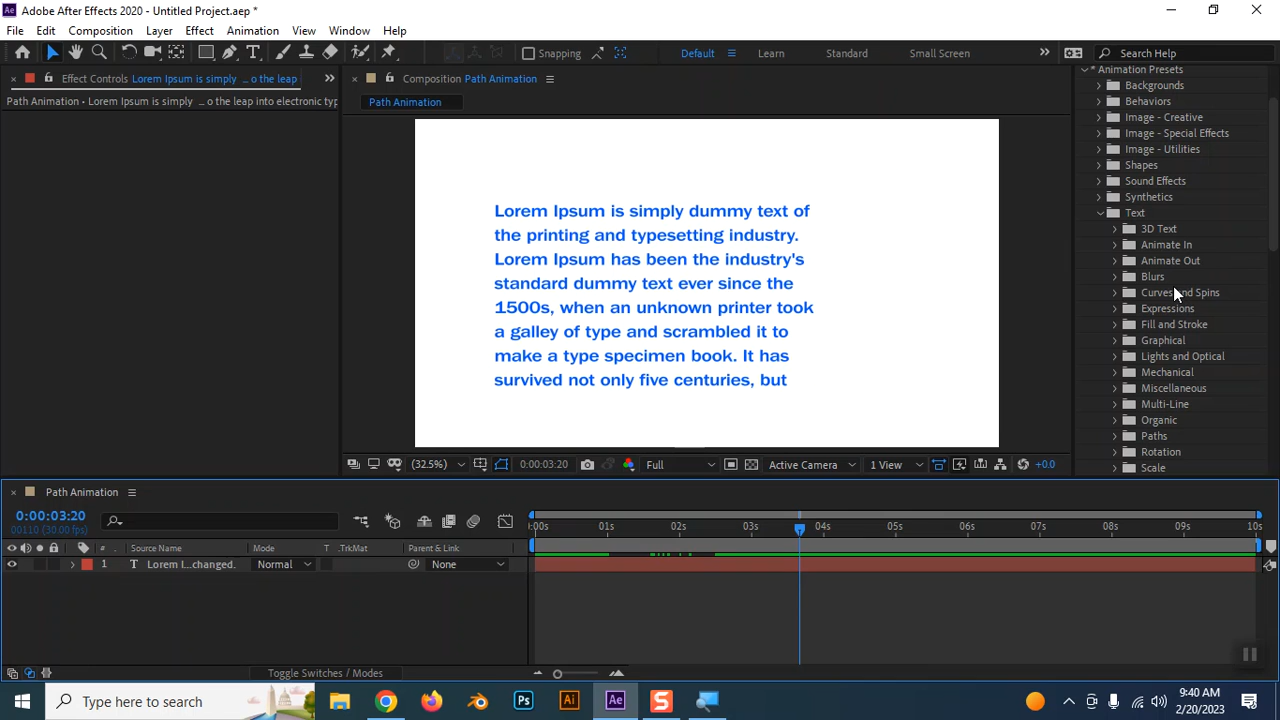 Ae Adobe After Effects 2020 - Untitled Project.aep *
File Edit Composition Layer Effect Animation View Window Help
Snapping Default Learn Standard Small Screen Search Help
Effect Controls Lorem Ipsum is simply ... o the leap
Composition Path Animation
Path Animation • Lorem Ipsum is simply ... o the leap into electronic typ
Path Animation
Lorem Ipsum is simply dummy text of
the printing and typesetting industry.
Lorem Ipsum has been the industry's
standard dummy text ever since the
1500s, when an unknown printer took
a galley of type and scrambled it to
make a type specimen book. It has
survived not only five centuries, but
* Animation Presets
Backgrounds
Behaviors
Image - Creative
Image - Special Effects
Image - Utilities
Shapes
Sound Effects
Synthetics
Text
3D Text
Animate In
Animate Out
Blurs
Curves and Spins
Expressions
Fill and Stroke
Graphical
Lights and Optical
Mechanical
Miscellaneous
Multi-Line
Organic
Paths
Rotation
Scale
(32.5%) 0:00:03:20 Full Active Camera 1 View +0.0
Path Animation
0:00:03:20
00110 (30.00 fps)
:00s 01s 02s 03s 04s 05s 06s 07s 08s 09s 10s
# Source Name Mode T .TrkMat Parent & Link
1 T Lorem I...changed. Normal None
Toggle Switches / Modes
Type here to search
Ps Ai Ae S
9:40 AM
2/20/2023